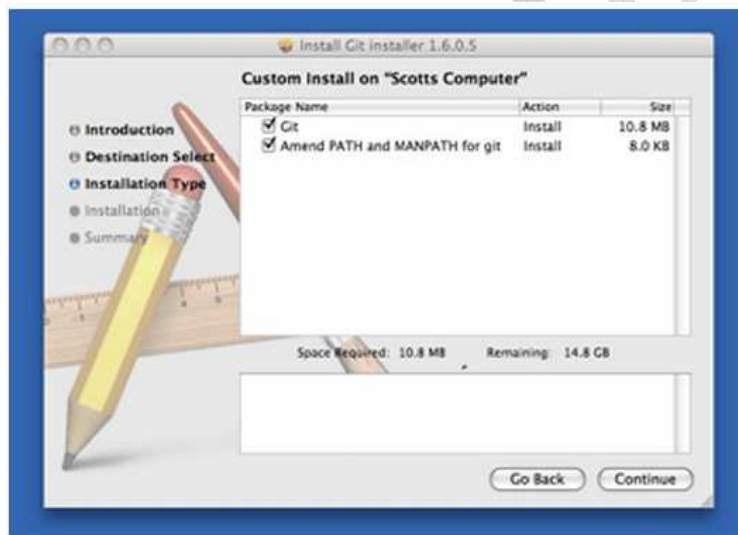 Install Git installer 1.6.0.5
Custom Install on "Scotts Computer"
Package Name Action Size
Git Install 10.8 MB
Amend PATH and MANPATH for git Install 8.0 KB
Introduction
Destination Select
Installation Type
Installation
Summary
Space Required: 10.8 MB Remaining: 14.8 GB
Go Back Continue